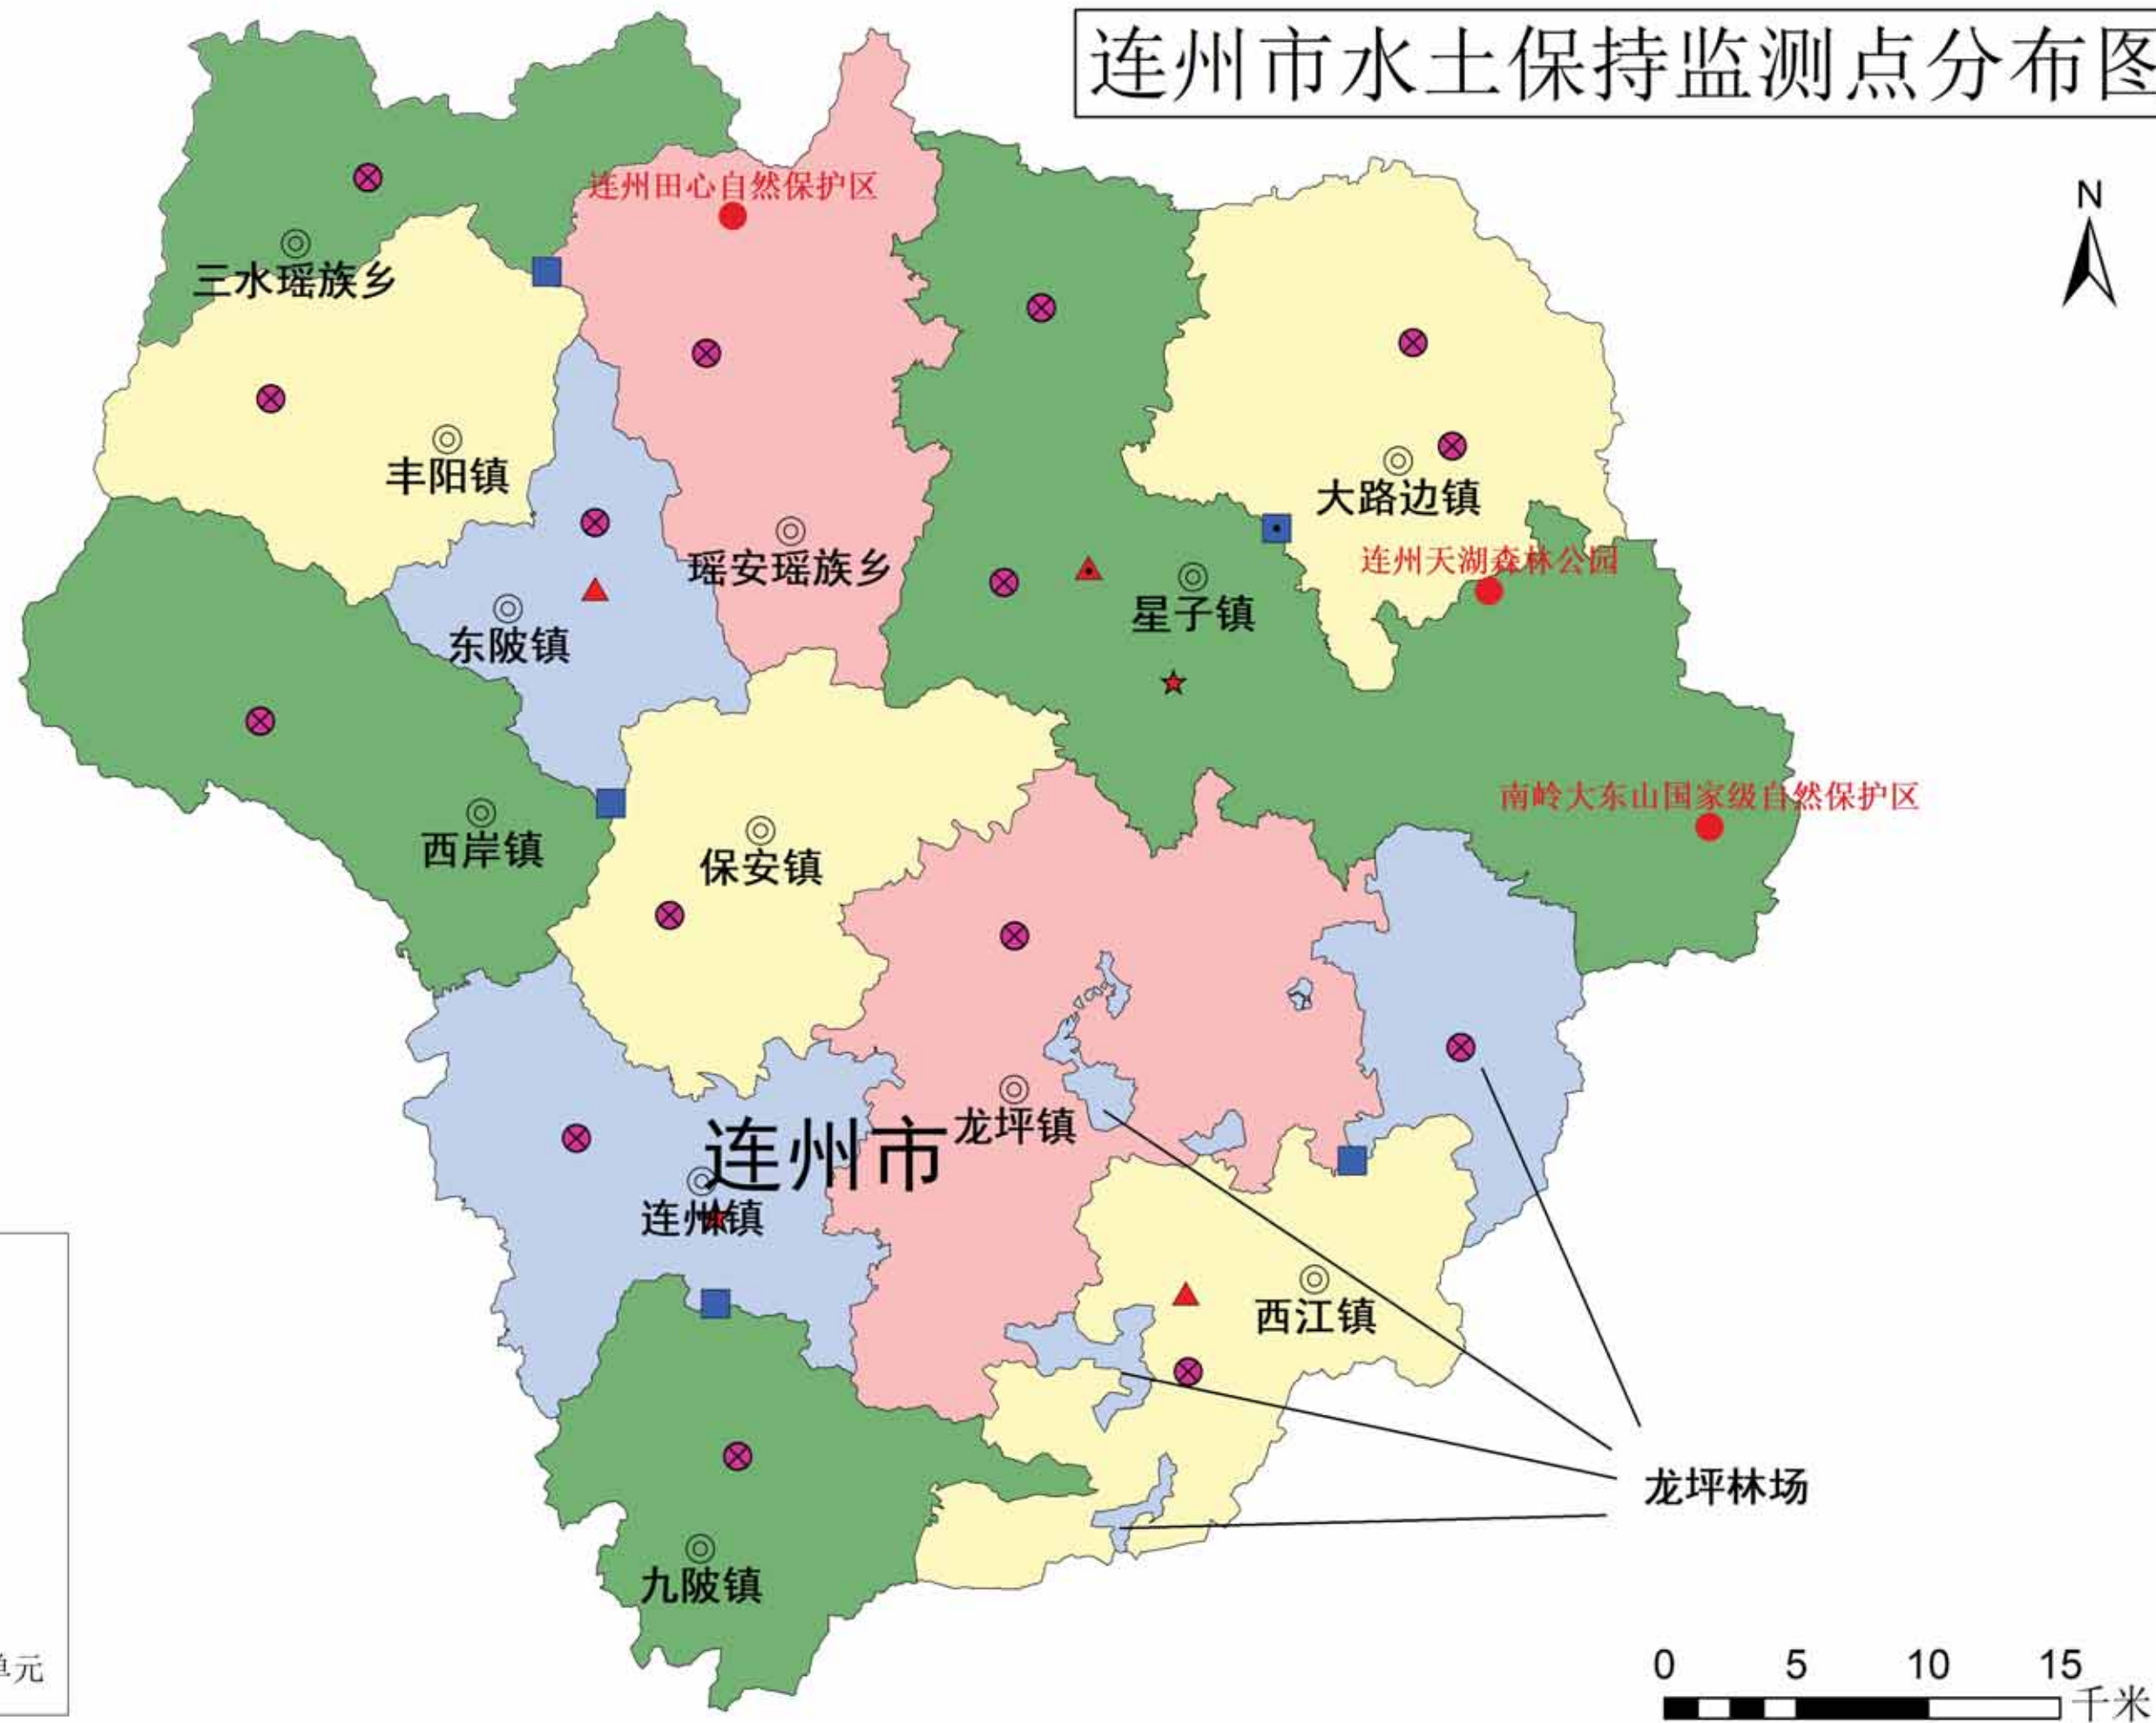 连州市水土保持监测点分布图
N
连州田心自然保护区
三水瑶族乡
丰阳镇
大路边镇
连州天湖森林公园
瑶安瑶族乡
星子镇
东陂镇
南岭大东山国家级自然保护区
西岸镇
保安镇
龙坪镇
连州市
连州镇
西江镇
龙坪林场
九陂镇
单元
0 5 10 15
千米